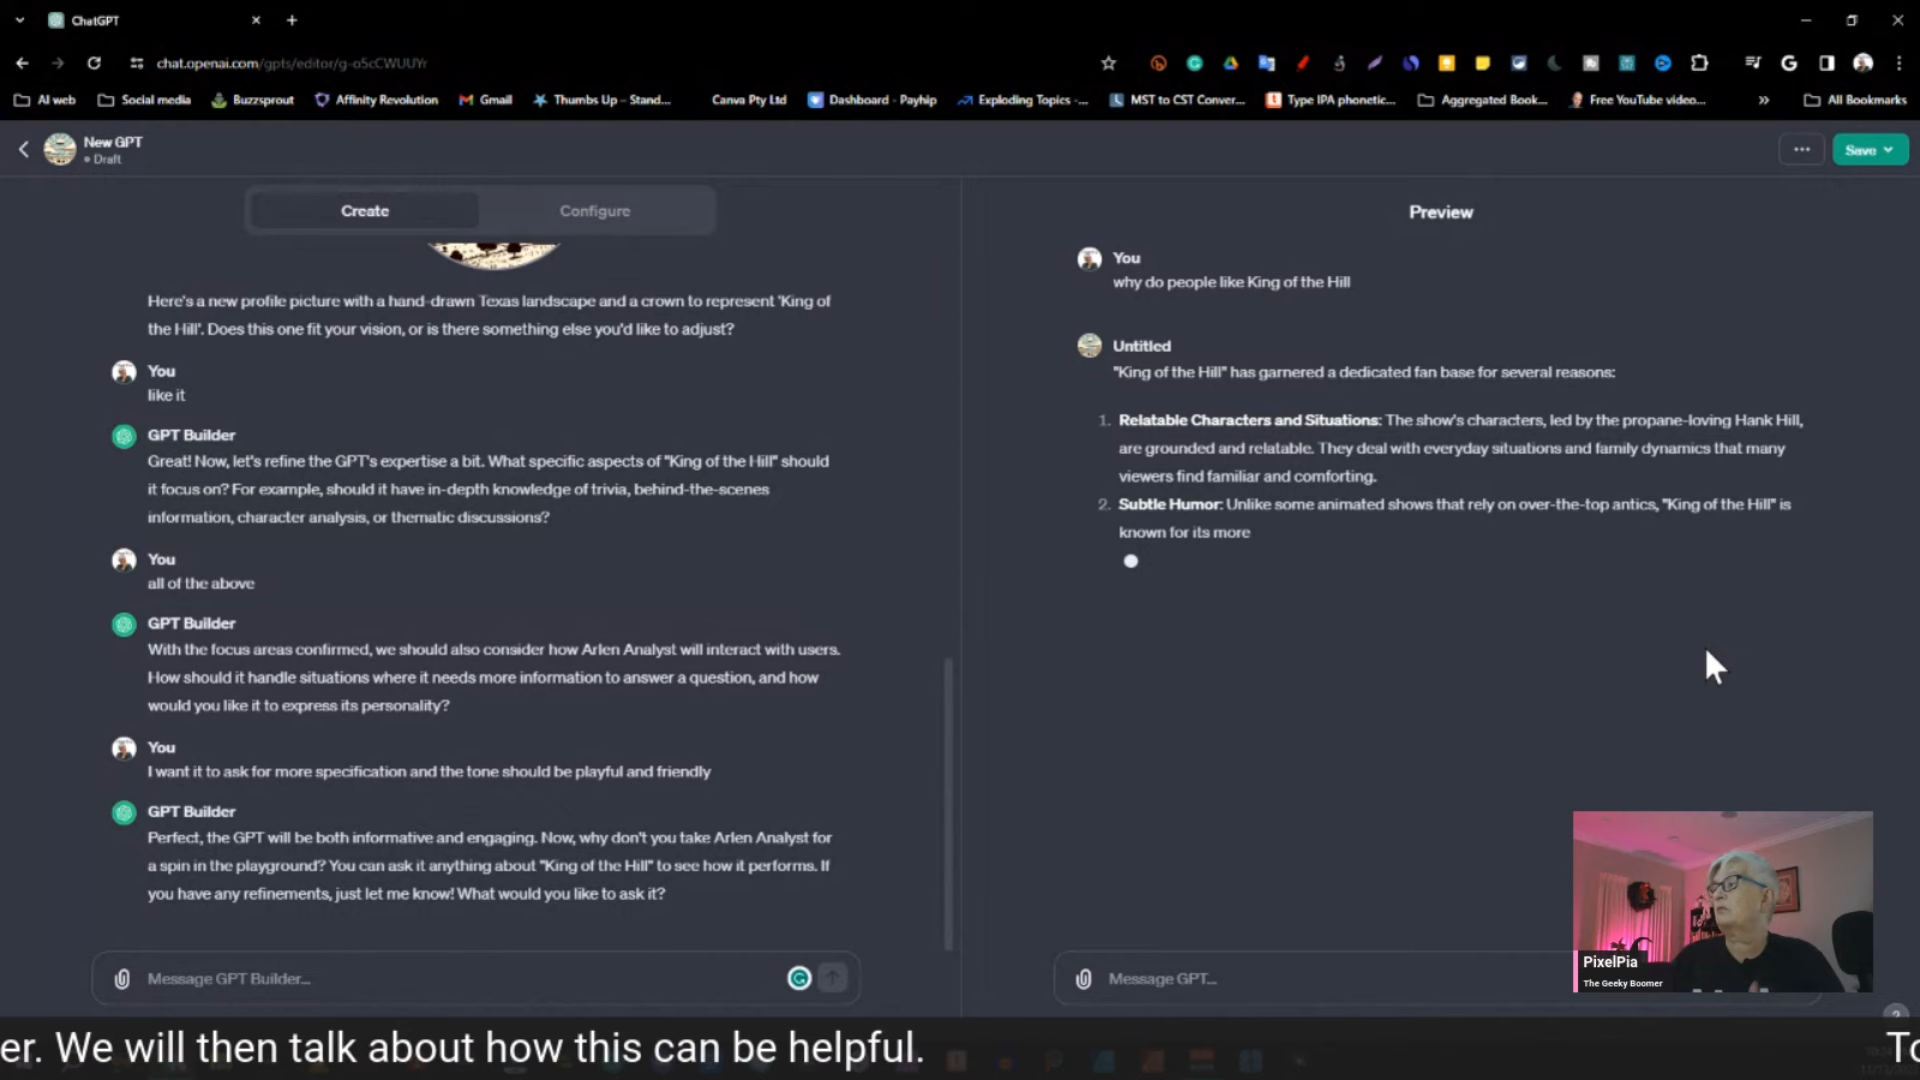 ChatGPT
chat.openai.com/gpts/editor/g-o5cCWUUYr
AI web
Social media
Buzzsprout
Affinity Revolution
Gmail
Thumbs Up – Stand...
Canva Pty Ltd
Dashboard - Payhip
Exploding Topics -...
MST to CST Conver...
Type IPA phonetic...
Aggregated Book...
Free YouTube video...
»
All Bookmarks
New GPT
• Draft
Save
Create
Configure
Here's a new profile picture with a hand-drawn Texas landscape and a crown to represent 'King of
the Hill'. Does this one fit your vision, or is there something else you'd like to adjust?
You
like it
GPT Builder
Great! Now, let's refine the GPT's expertise a bit. What specific aspects of "King of the Hill" should
it focus on? For example, should it have in-depth knowledge of trivia, behind-the-scenes
information, character analysis, or thematic discussions?
You
all of the above
GPT Builder
With the focus areas confirmed, we should also consider how Arlen Analyst will interact with users.
How should it handle situations where it needs more information to answer a question, and how
would you like it to express its personality?
You
I want it to ask for more specification and the tone should be playful and friendly
GPT Builder
Perfect, the GPT will be both informative and engaging. Now, why don't you take Arlen Analyst for
a spin in the playground? You can ask it anything about "King of the Hill" to see how it performs. If
you have any refinements, just let me know! What would you like to ask it?
Message GPT Builder...
Preview
You
why do people like King of the Hill
Untitled
"King of the Hill" has garnered a dedicated fan base for several reasons:
1. Relatable Characters and Situations: The show's characters, led by the propane-loving Hank Hill,
are grounded and relatable. They deal with everyday situations and family dynamics that many
viewers find familiar and comforting.
2. Subtle Humor: Unlike some animated shows that rely on over-the-top antics, "King of the Hill" is
known for its more
Message GPT...
PixelPia
The Geeky Boomer
er. We will then talk about how this can be helpful.
To